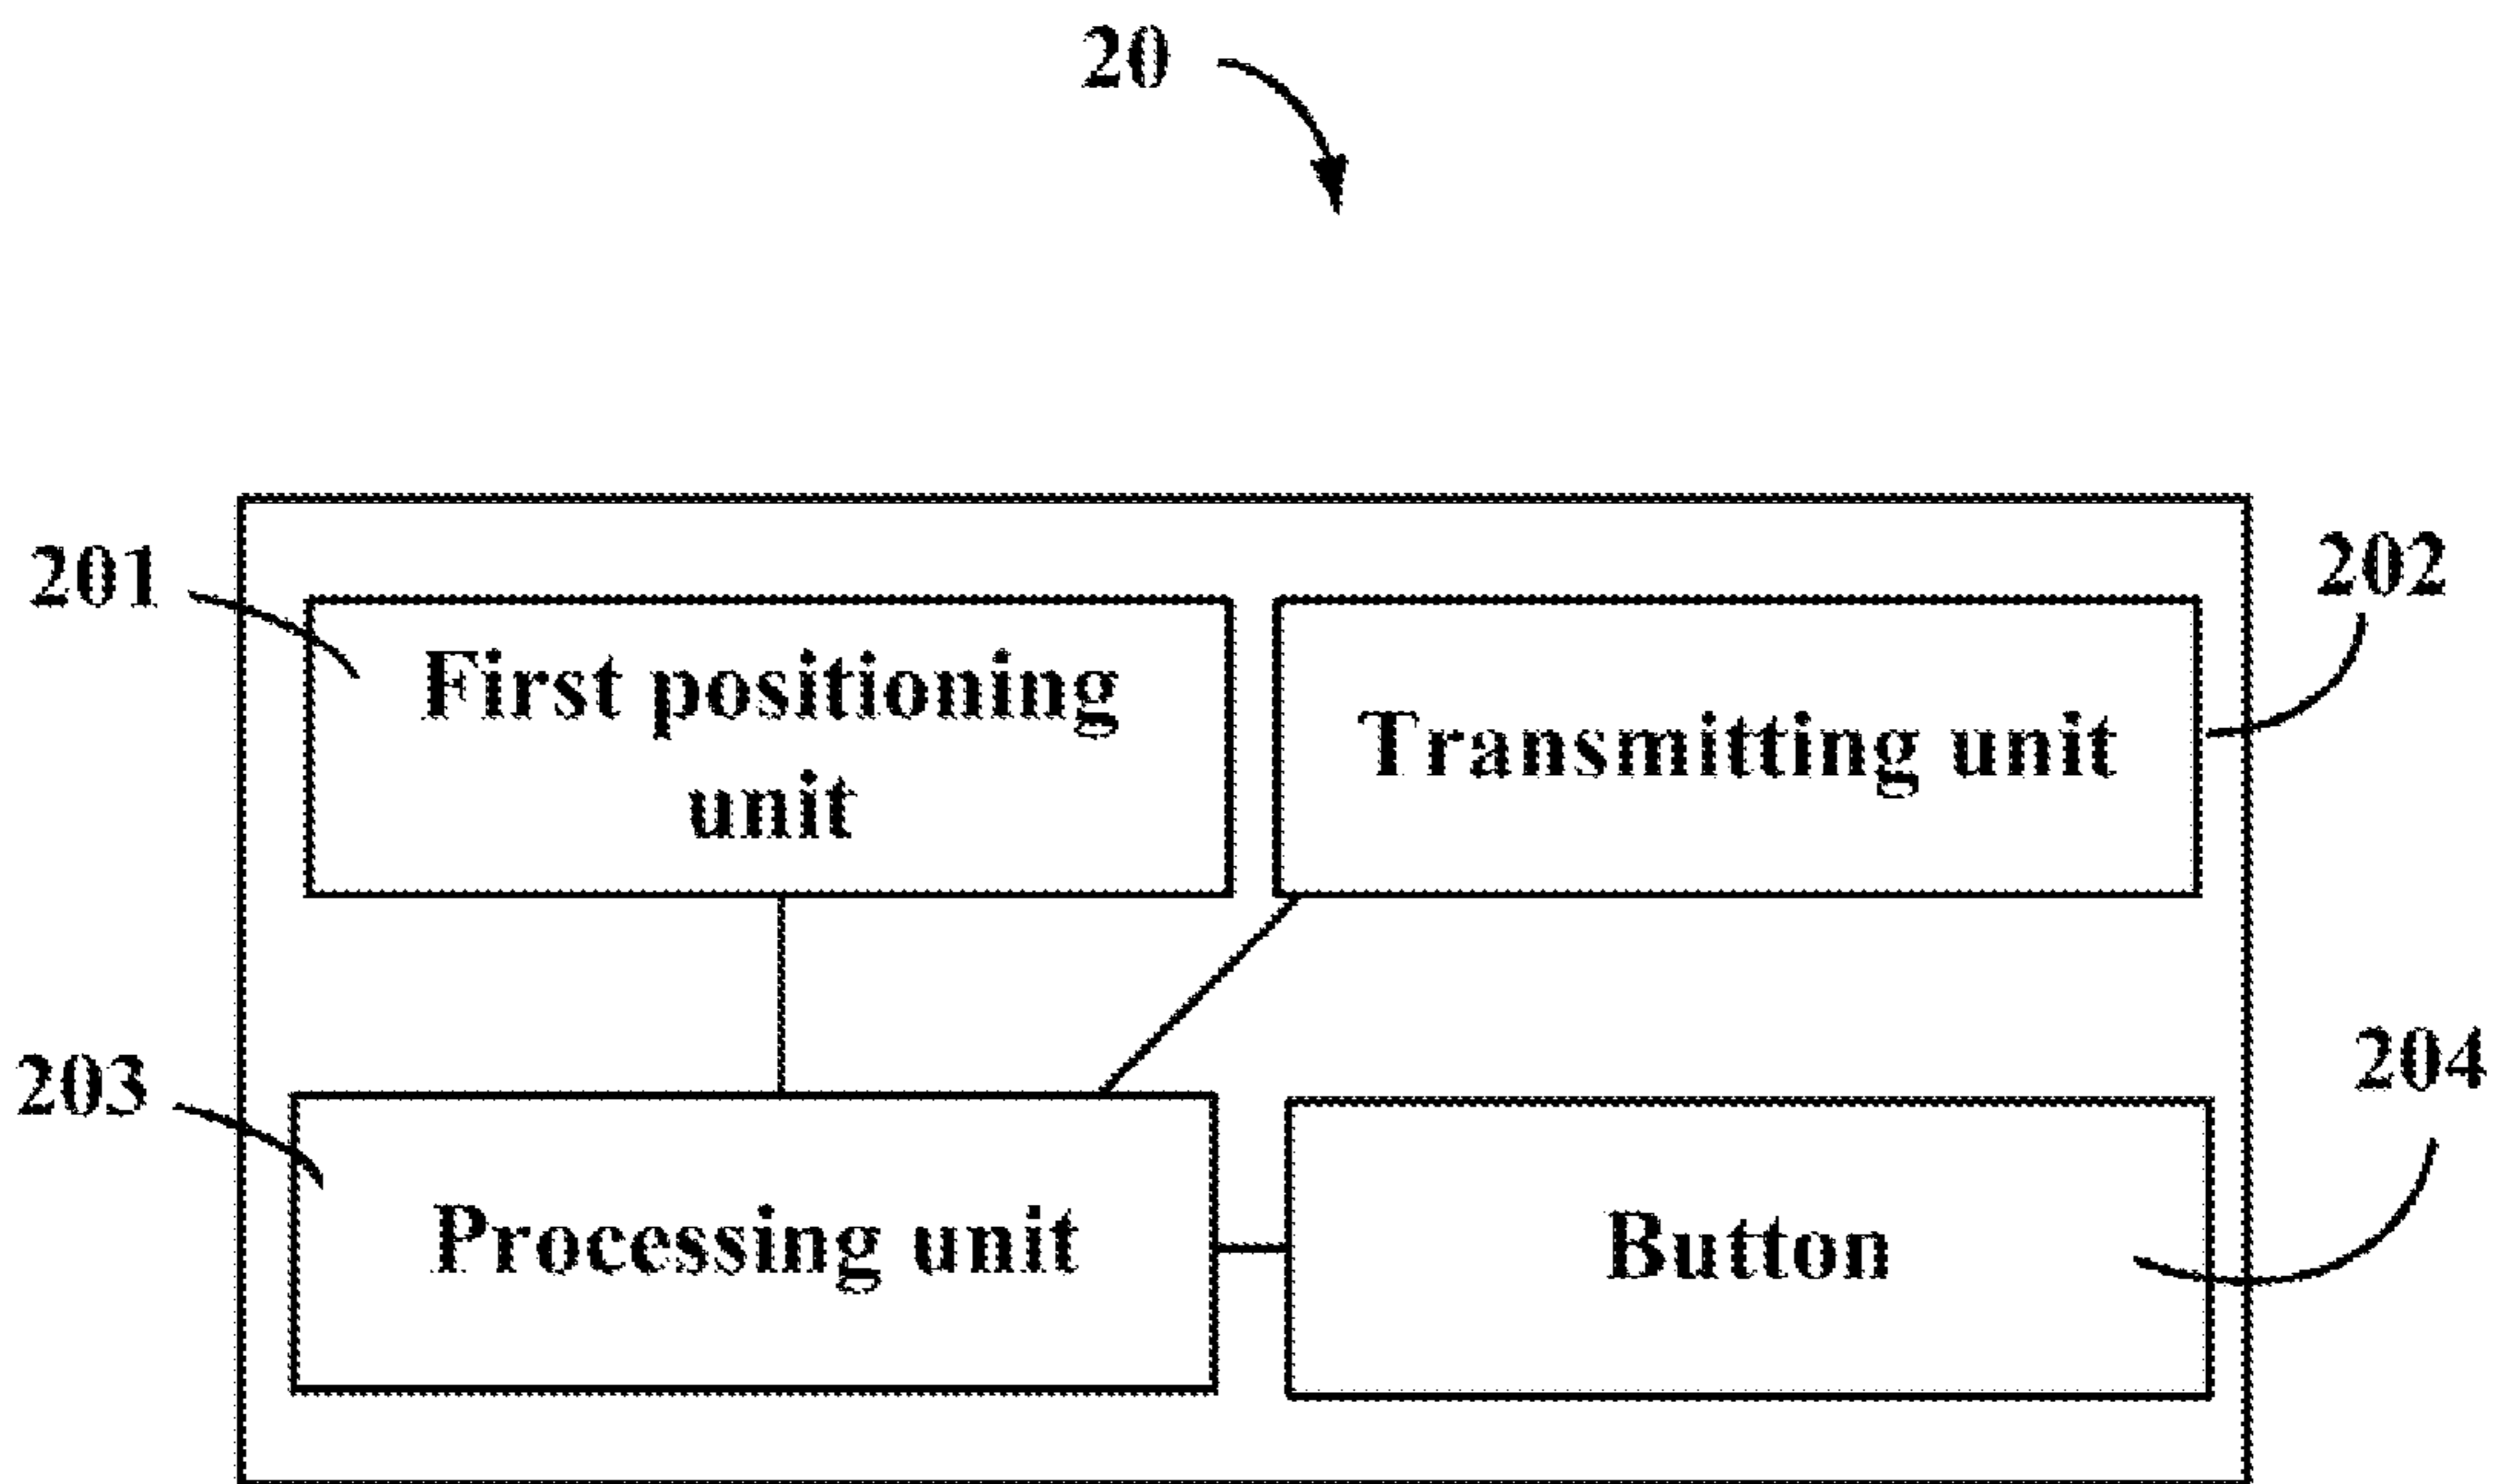 20
201
202
First positioning
unit
Transmitting unit
203
204
Processing unit
Button